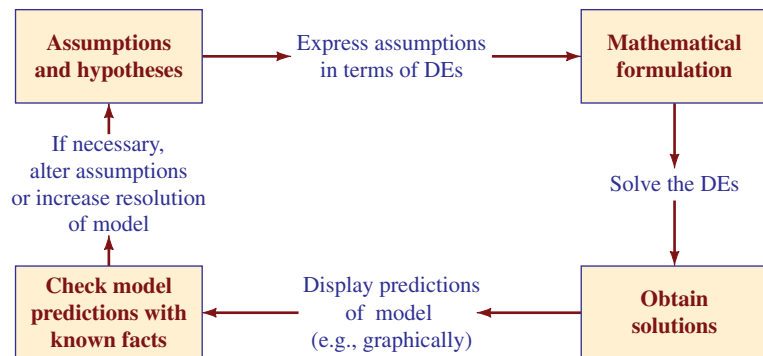 Assumptions
and hypotheses
Express assumptions
in terms of DEs
Mathematical
formulation
If necessary,
alter assumptions
or increase resolution
of model
Solve the DEs
Check model
predictions with
known facts
Display predictions
of model
(e.g., graphically)
Obtain
solutions